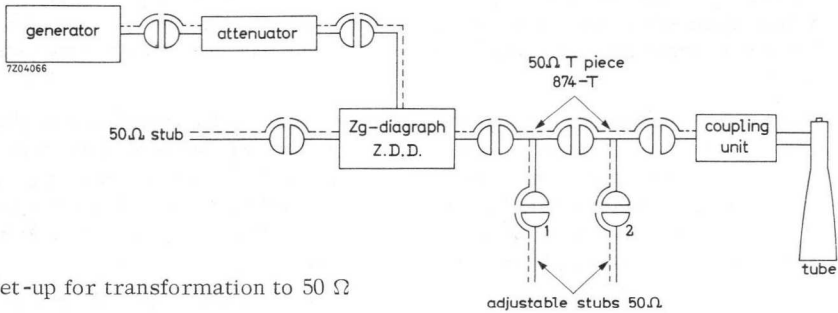 generator
attenuator
7Z04066
50Ω T piece
874-T
50Ω stub
Zg-diagraph
Z.D.D.
coupling
unit
1
2
tube
et-up for transformation to 50 Ω
adjustable stubs 50Ω